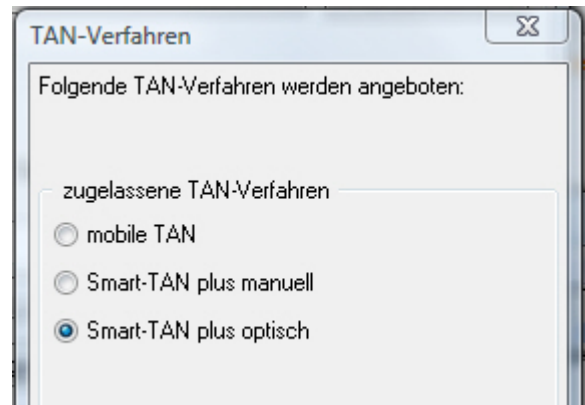 TAN-Verfahren
Folgende TAN-Verfahren werden angeboten:
zugelassene TAN-Verfahren
mobile TAN
Smart-TAN plus manuell
Smart-TAN plus optisch